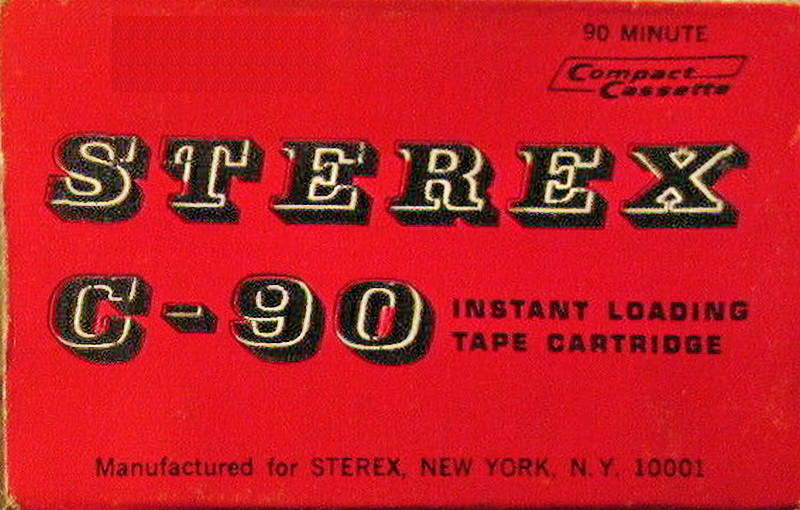 90 MINUTE
Compact
Cassette
STEREX
C-90
INSTANT LOADING
TAPE CARTRIDGE
Manufactured for STEREX, NEW YORK, N.Y. 10001